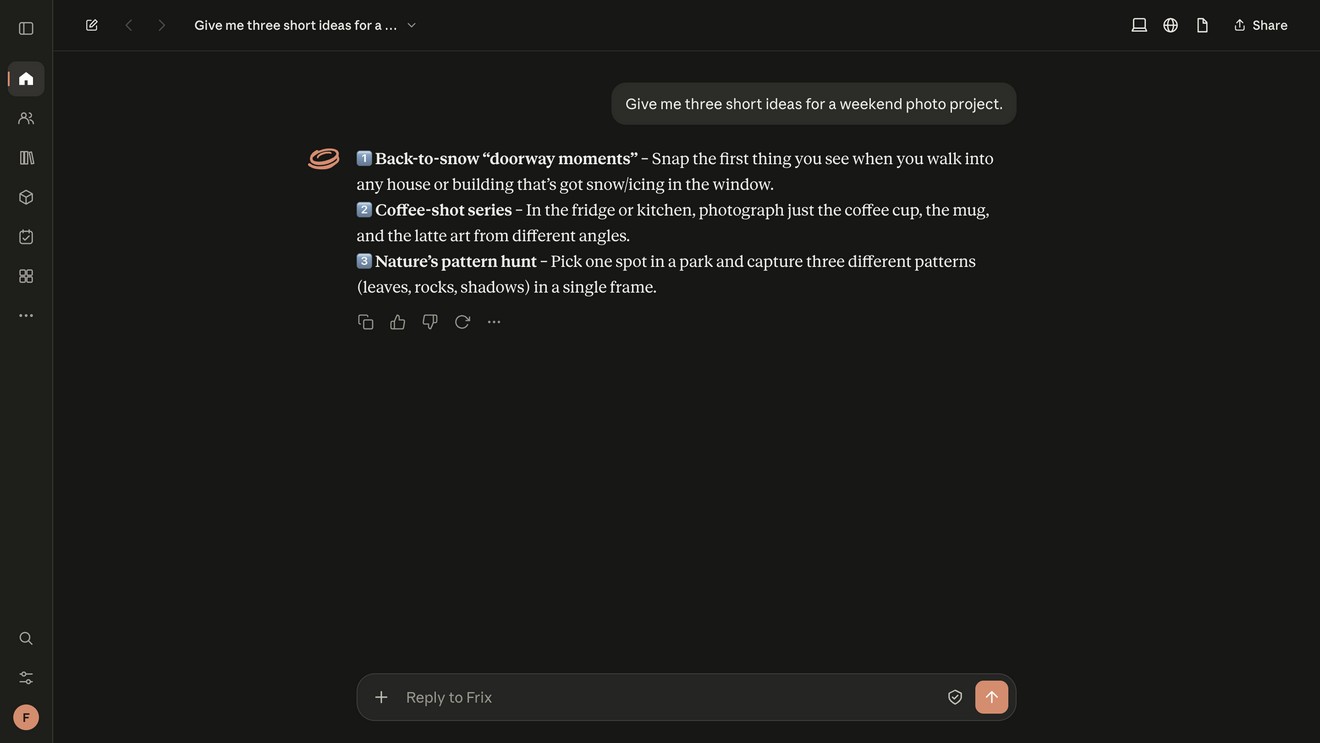 Give me three short ideas for a ...
Share
Give me three short ideas for a weekend photo project.
1️⃣ Back-to-snow “doorway moments” – Snap the first thing you see when you walk into
any house or building that’s got snow/icing in the window.
2️⃣ Coffee-shot series – In the fridge or kitchen, photograph just the coffee cup, the mug,
and the latte art from different angles.
3️⃣ Nature’s pattern hunt – Pick one spot in a park and capture three different patterns
(leaves, rocks, shadows) in a single frame.
Reply to Frix
F